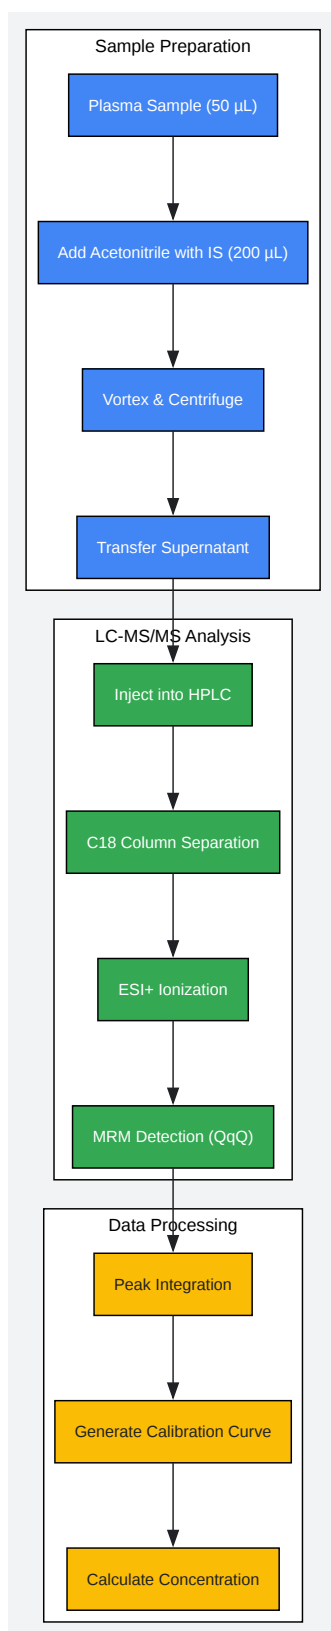 Sample Preparation
Plasma Sample (50 µL)
Add Acetonitrile with IS (200 µL)
Vortex & Centrifuge
Transfer Supernatant
LC-MS/MS Analysis
Inject into HPLC
C18 Column Separation
ESI+ Ionization
MRM Detection (QqQ)
Data Processing
Peak Integration
Generate Calibration Curve
Calculate Concentration